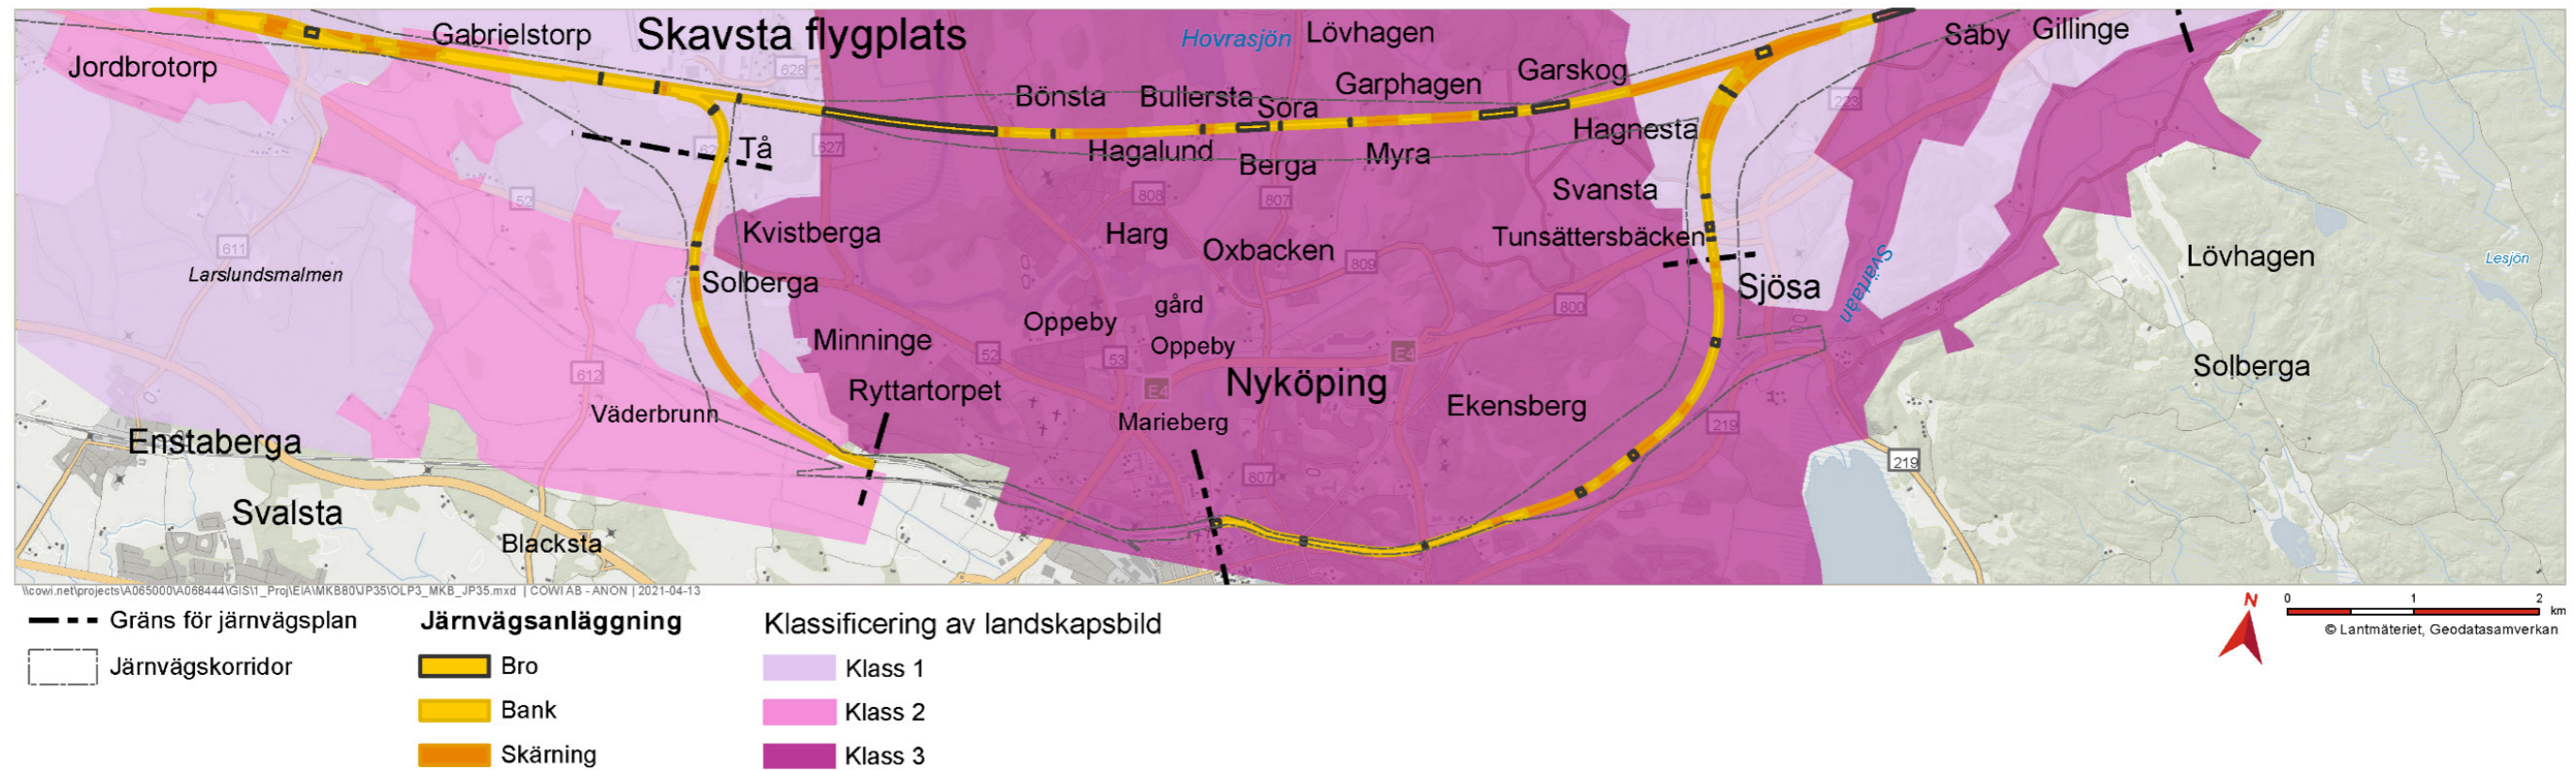 Skavsta flygplats
Gabrielstorp
Hovrasjön
Lövhagen
Säby
Gillinge
Jordbrotorp
628
Garskog
Garphagen
Bönsta
Bullersta
Sora
223
Hagnesta
Tå
627
Hagalund
Berga
Myra
52
808
807
Svansta
Kvistberga
Harg
Oxbacken
Tunsättersbäcken
611
Larslundsmalmen
809
Lövhagen
Lesjön
Solberga
Sjösa
Svärtaån
gård
800
Oppeby
Minninge
Oppeby
52
53
E4
Solberga
612
Nyköping
E4
Ryttartorpet
Väderbrunn
Marieberg
Ekensberg
219
Enstaberga
219
807
Svalsta
Blacksta
\\cowi.net\projects\A065000\A068444\GIS\1_Proj\EIA\MKB80\JP35\OLP3_MKB_JP35.mxd | COWI AB - ANON | 2021-04-13
Gräns för järnvägsplan
Järnvägskorridor
Järnvägsanläggning
Bro
Bank
Skärning
Klassificering av landskapsbild
Klass 1
Klass 2
Klass 3
N
0 1 2
km
© Lantmäteriet, Geodatasamverkan